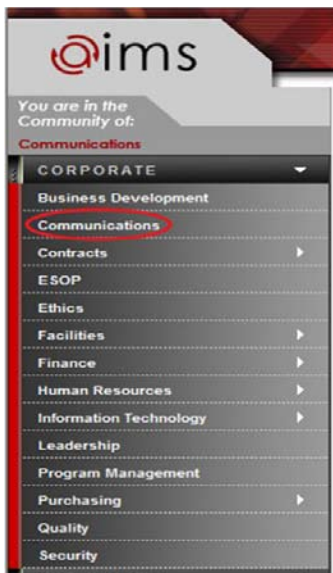 @ims
You are in the
Community of:
Communications
CORPORATE
Business Development
Communications
Contracts
ESOP
Ethics
Facilities
Finance
Human Resources
Information Technology
Leadership
Program Management
Purchasing
Quality
Security